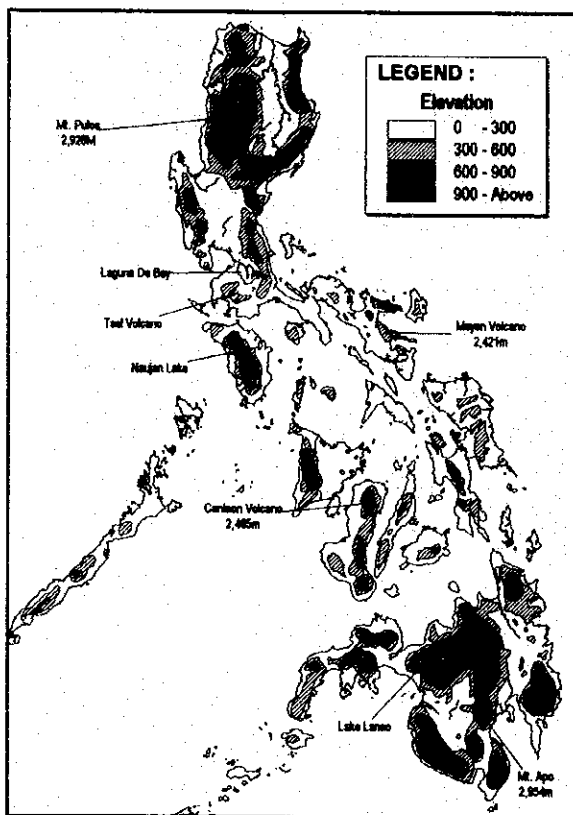 LEGEND :
Elevation
0 - 300
300 - 600
600 - 900
900 - Above
Mt. Pulos
2,928M
Laguna De Bay
Taal Volcano
Naujan Lake
Mayon Volcano
2,421m
Canlaon Volcano
2,465m
Lake Lanao
Mt. Apo
2,954m